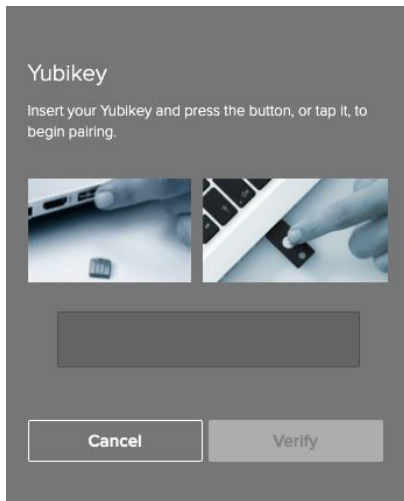 Yubikey
Insert your Yubikey and press the button, or tap it, to
begin pairing.
Cancel
Verify